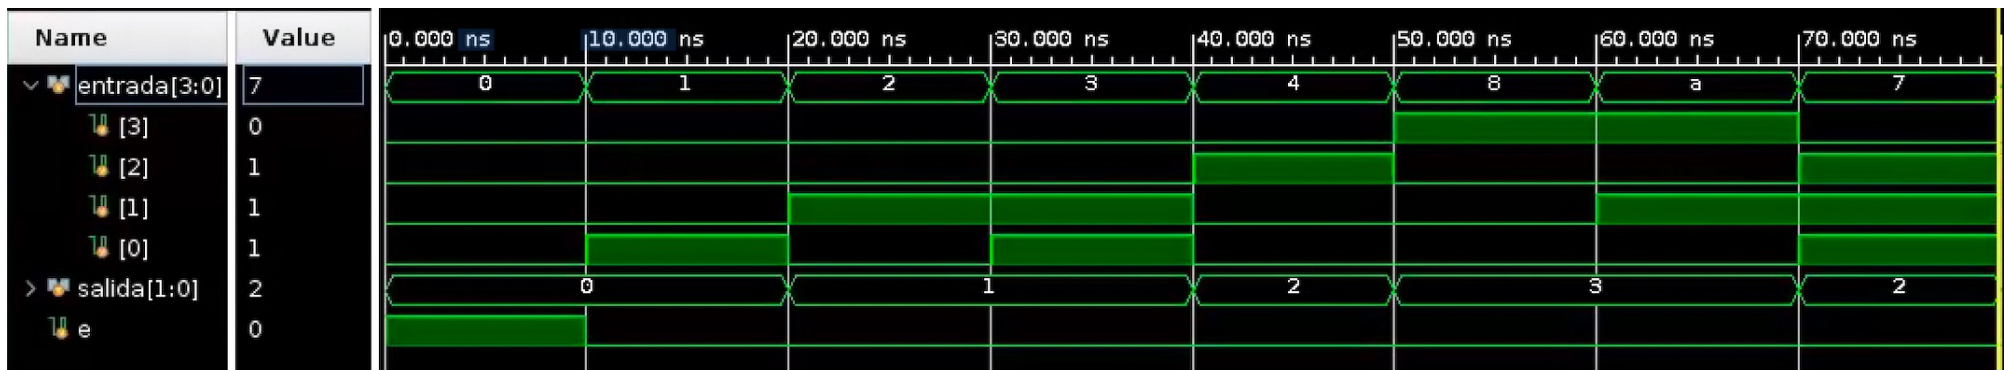 Name Value 0.000 ns 10.000 ns 20.000 ns 30.000 ns 40.000 ns 50.000 ns 60.000 ns 70.000 ns
entrada[3:0] 7 0 1 2 3 4 8 a 7
[3] 0
[2] 1
[1] 1
[0] 1
salida[1:0] 2 0 1 2 3 2
e 0